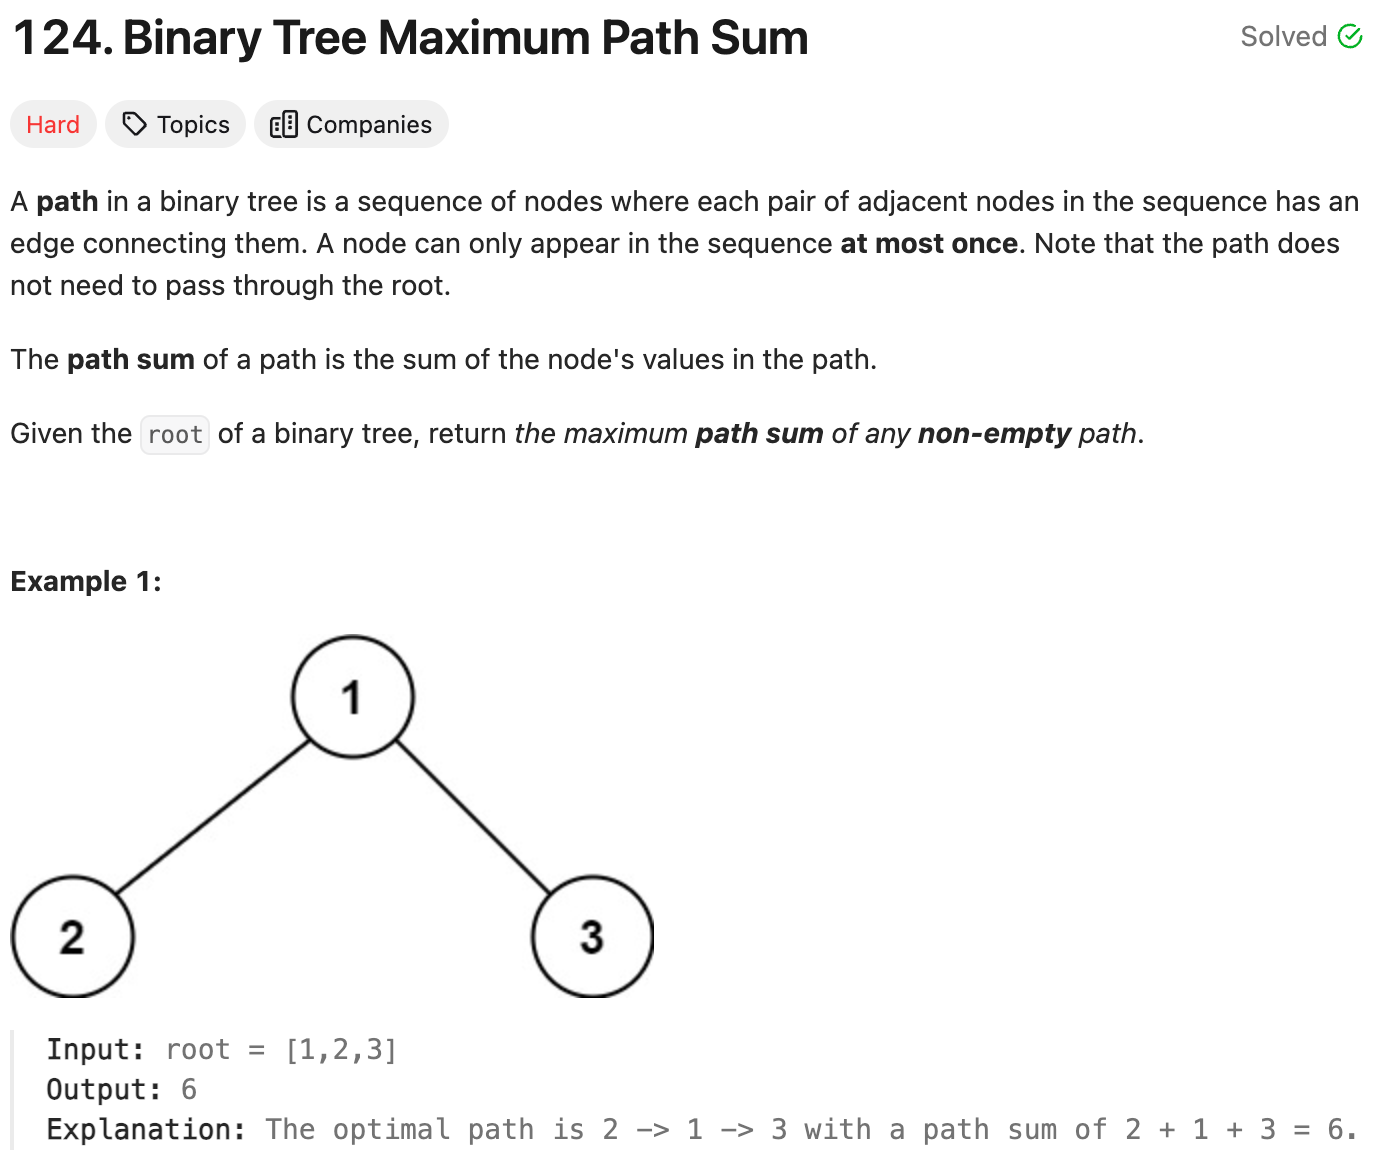 124. Binary Tree Maximum Path Sum
Solved
Hard
Topics
Companies
A path in a binary tree is a sequence of nodes where each pair of adjacent nodes in the sequence has an
edge connecting them. A node can only appear in the sequence at most once. Note that the path does
not need to pass through the root.
The path sum of a path is the sum of the node's values in the path.
Given the root of a binary tree, return the maximum path sum of any non-empty path.
Example 1:
1
2
3
Input: root = [1,2,3]
Output: 6
Explanation: The optimal path is 2 -> 1 -> 3 with a path sum of 2 + 1 + 3 = 6.